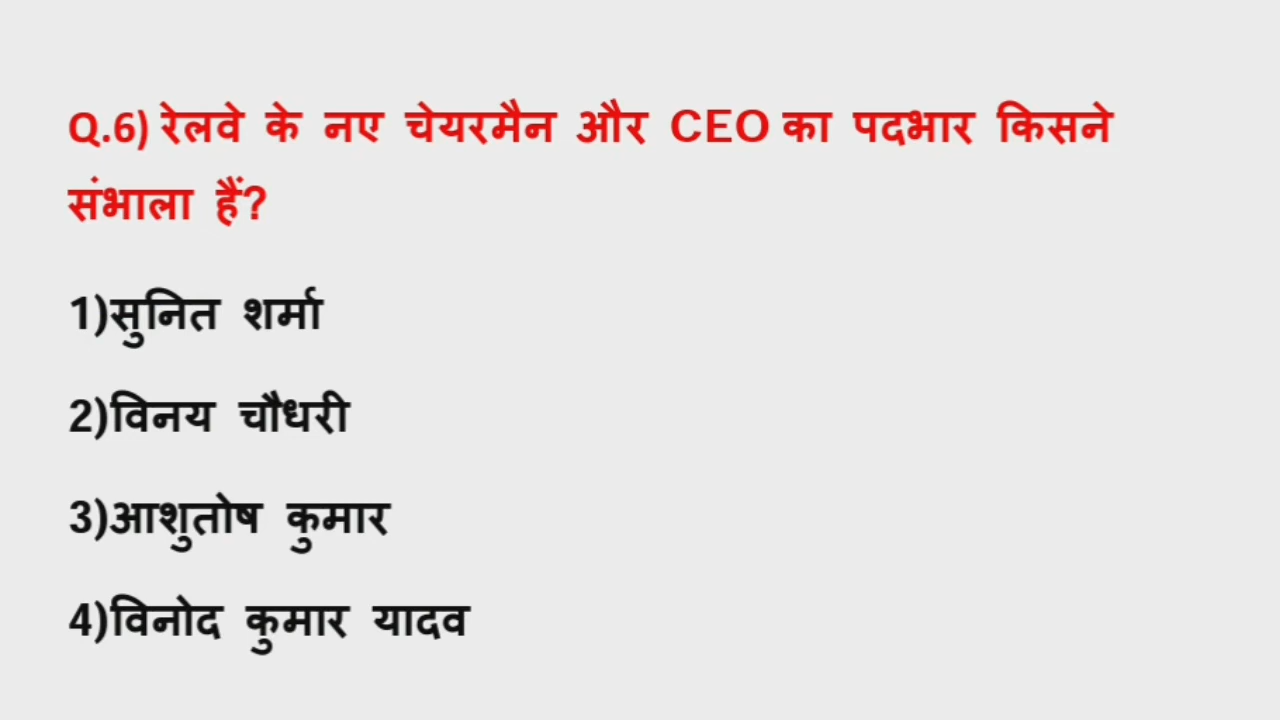 Q.6) रेलवे के नए चेयरमैन और CEO का पदभार किसने
संभाला हैं?
1)सुनित शर्मा
2)विनय चौधरी
3)आशुतोष कुमार
4)विनोद कुमार यादव